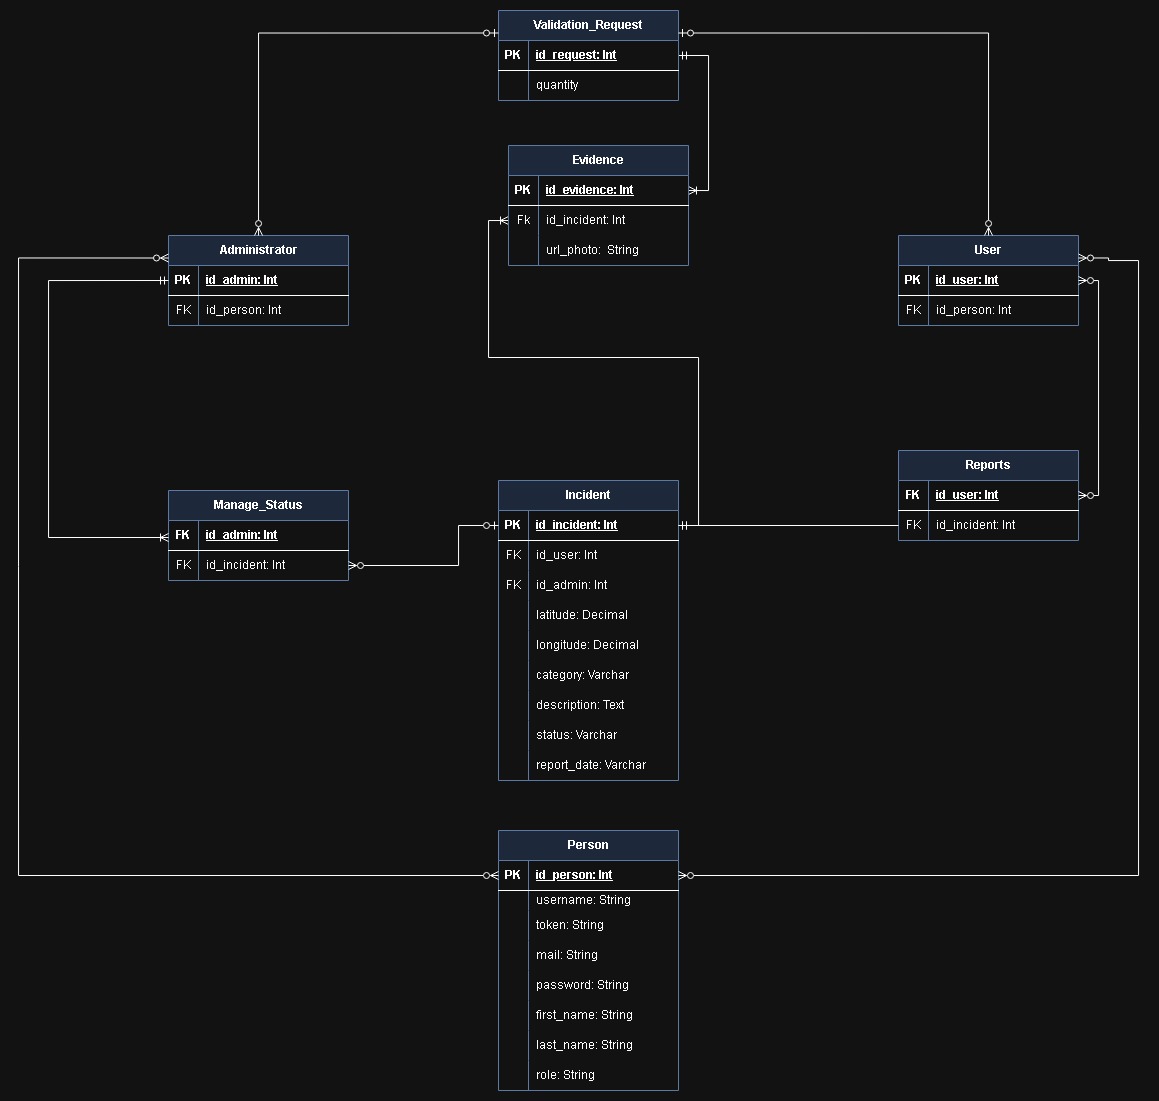 Validation_Request
PK id_request: Int
quantity
Evidence
PK id_evidence: Int
Fk id_incident: Int
url_photo: String
Administrator
PK id_admin: Int
FK id_person: Int
User
PK id_user: Int
FK id_person: Int
Manage_Status
FK id_admin: Int
FK id_incident: Int
Incident
PK id_incident: Int
FK id_user: Int
FK id_admin: Int
latitude: Decimal
longitude: Decimal
category: Varchar
description: Text
status: Varchar
report_date: Varchar
Reports
FK id_user: Int
FK id_incident: Int
Person
PK id_person: Int
username: String
token: String
mail: String
password: String
first_name: String
last_name: String
role: String